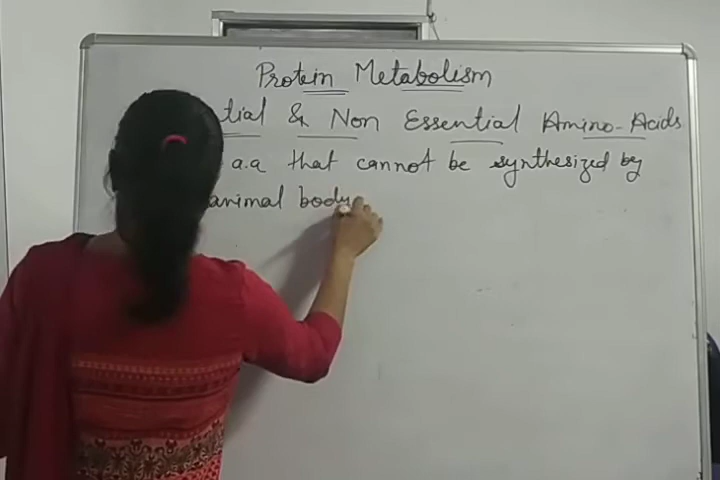 Protein Metabolism
tial & Non Essential Amino-Acids
a.a that cannot be synthesized by
animal body